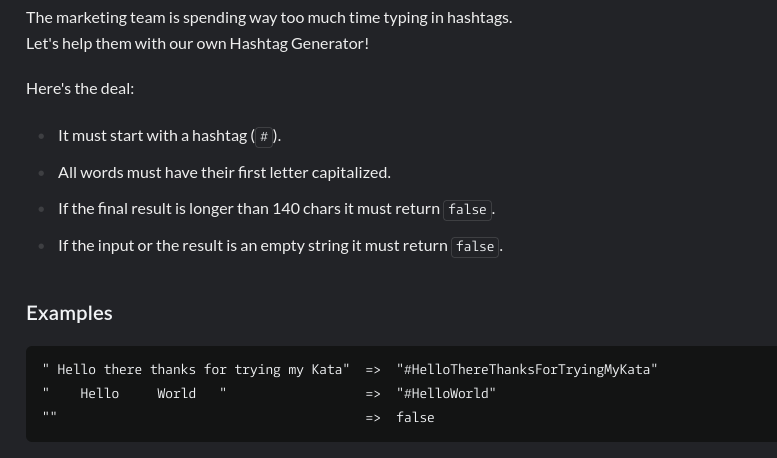 The marketing team is spending way too much time typing in hashtags.
Let's help them with our own Hashtag Generator!
Here's the deal:
It must start with a hashtag (#).
All words must have their first letter capitalized.
If the final result is longer than 140 chars it must return false.
If the input or the result is an empty string it must return false.
Examples
" Hello there thanks for trying my Kata"  =>  "#HelloThereThanksForTryingMyKata"
"    Hello     World   "                  =>  "#HelloWorld"
""                                        =>  false